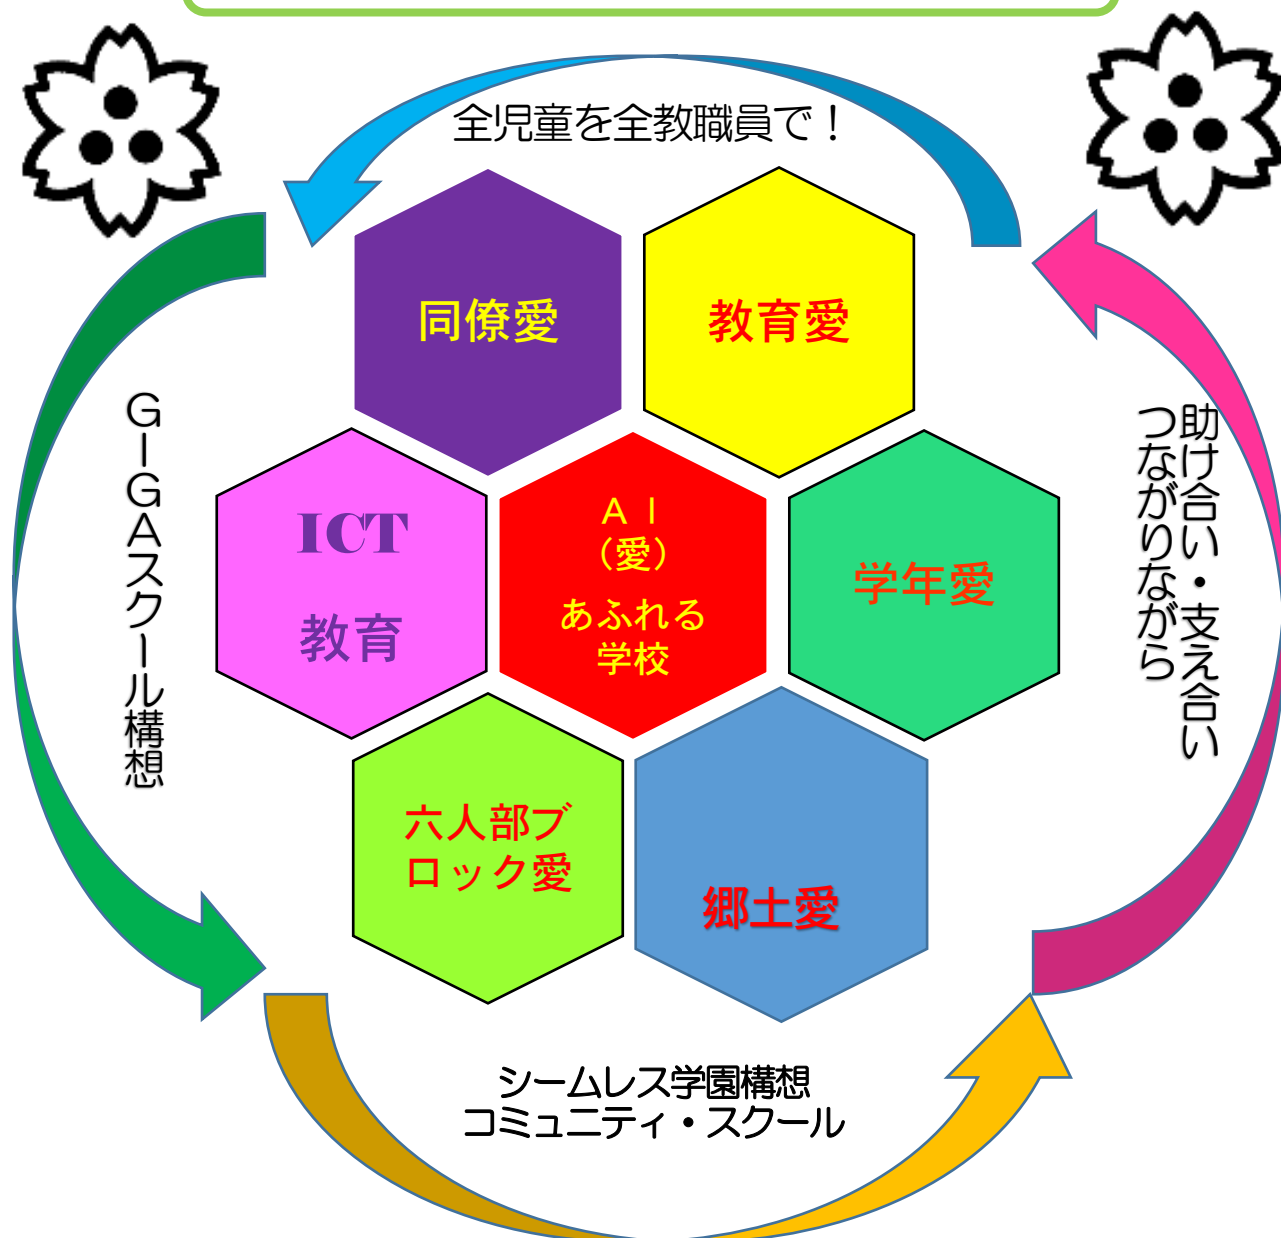 全児童を全教職員で！
同僚愛
教育愛
GIGAスクール構想
ICT
教育
ＡＩ
（愛）
あふれる
学校
学年愛
助け合い・支え合い
つながりながら
六人部ブ
ロック愛
郷土愛
シームレス学園構想
コミュニティ・スクール